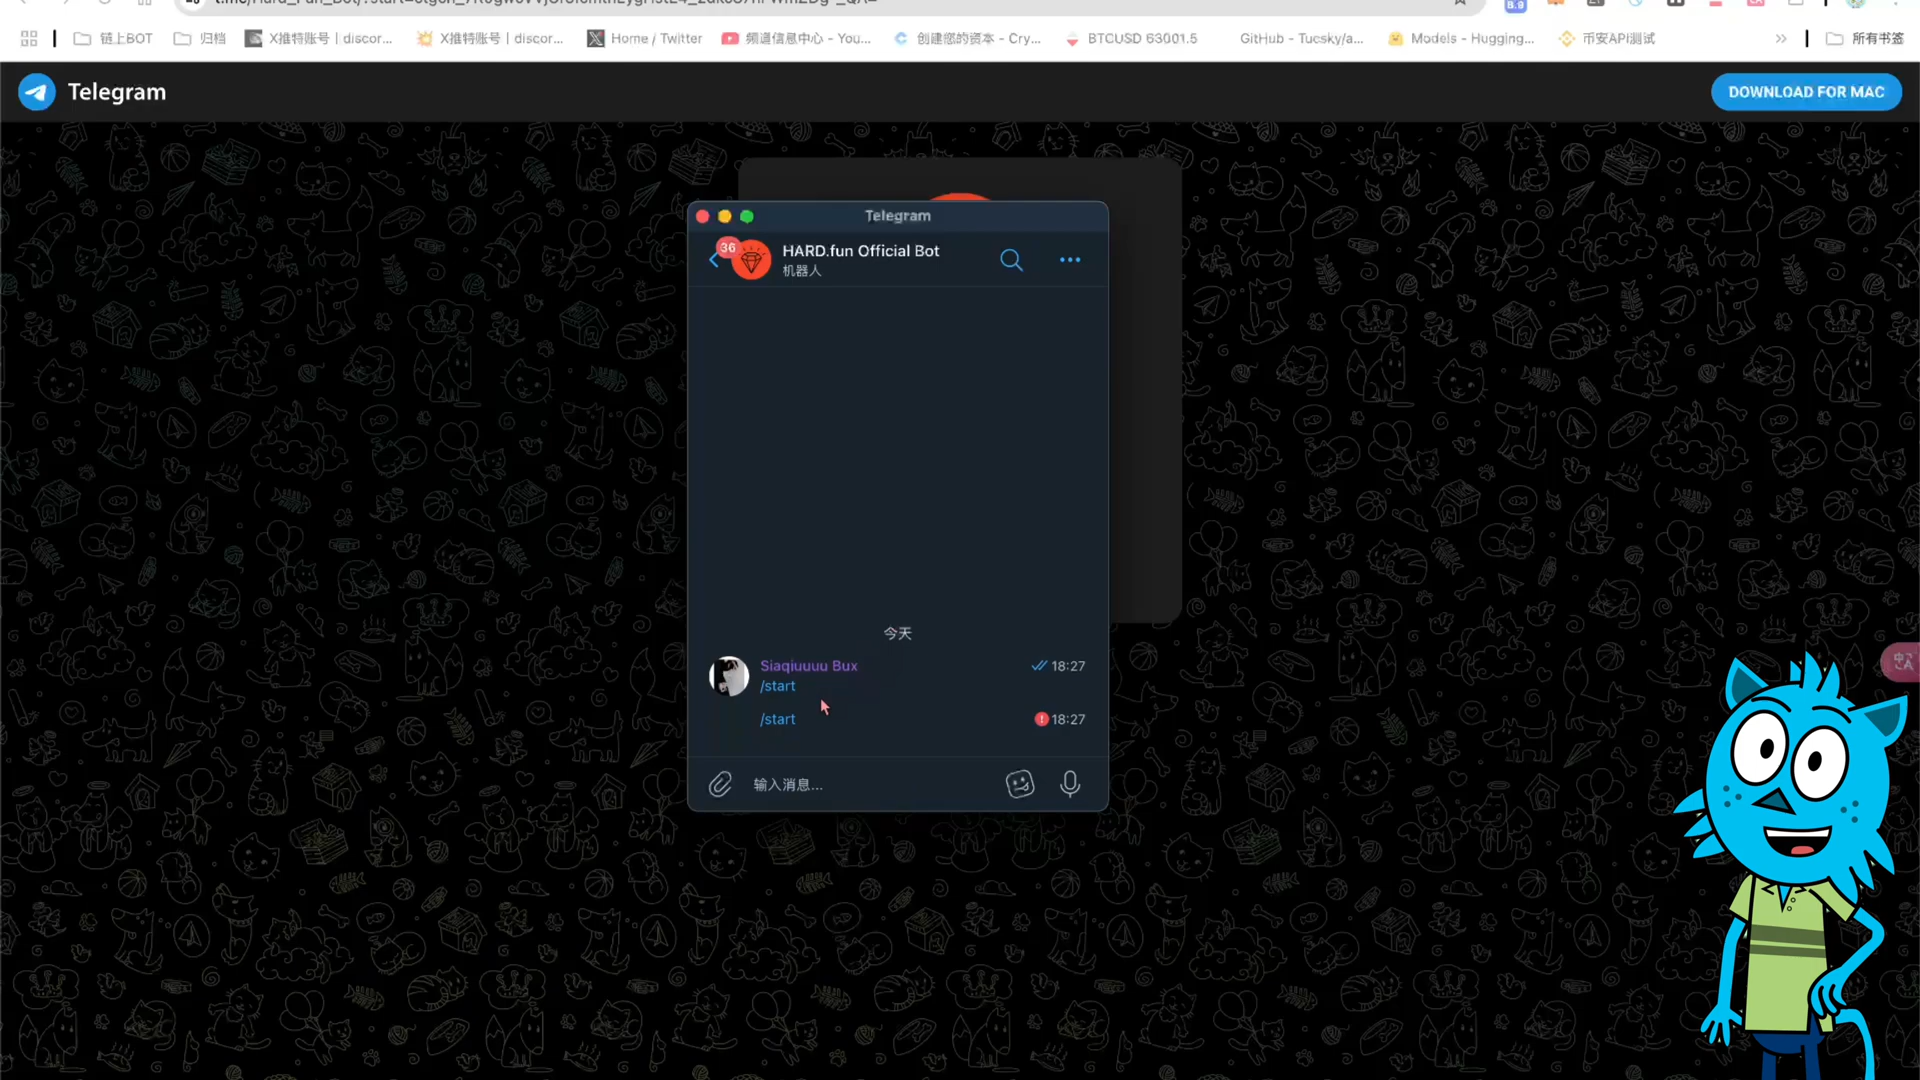 链上BOT
归档
X推特账号 | discor...
X推特账号 | discor...
Home / Twitter
频道信息中心 - You...
创建您的资本 - Cry...
BTCUSD 63001.5
GitHub - Tucsky/a...
Models - Hugging...
币安API测试
所有书签
Telegram
DOWNLOAD FOR MAC
Telegram
36
HARD.fun Official Bot
机器人
今天
Siaqiuuuu Bux
18:27
/start
/start
18:27
输入消息...